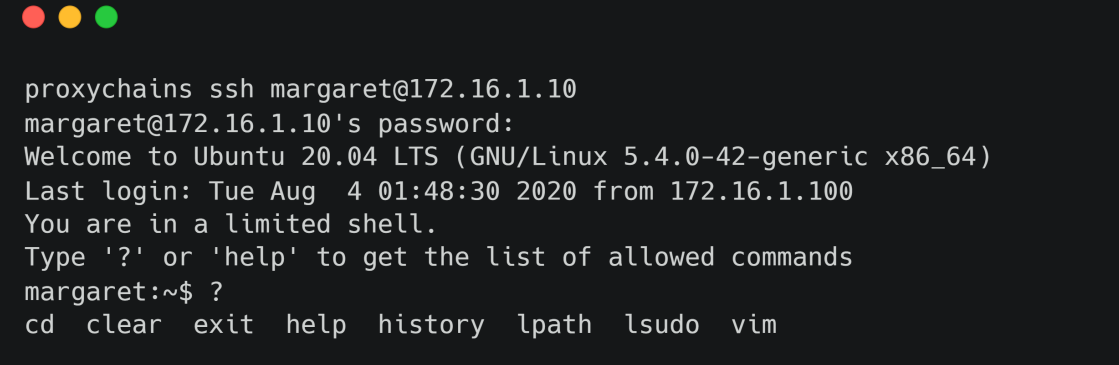 proxychains ssh margaret@172.16.1.10
margaret@172.16.1.10's password:
Welcome to Ubuntu 20.04 LTS (GNU/Linux 5.4.0-42-generic x86_64)
Last login: Tue Aug  4 01:48:30 2020 from 172.16.1.100
You are in a limited shell.
Type '?' or 'help' to get the list of allowed commands
margaret:~$ ?
cd  clear  exit  help  history  lpath  lsudo  vim